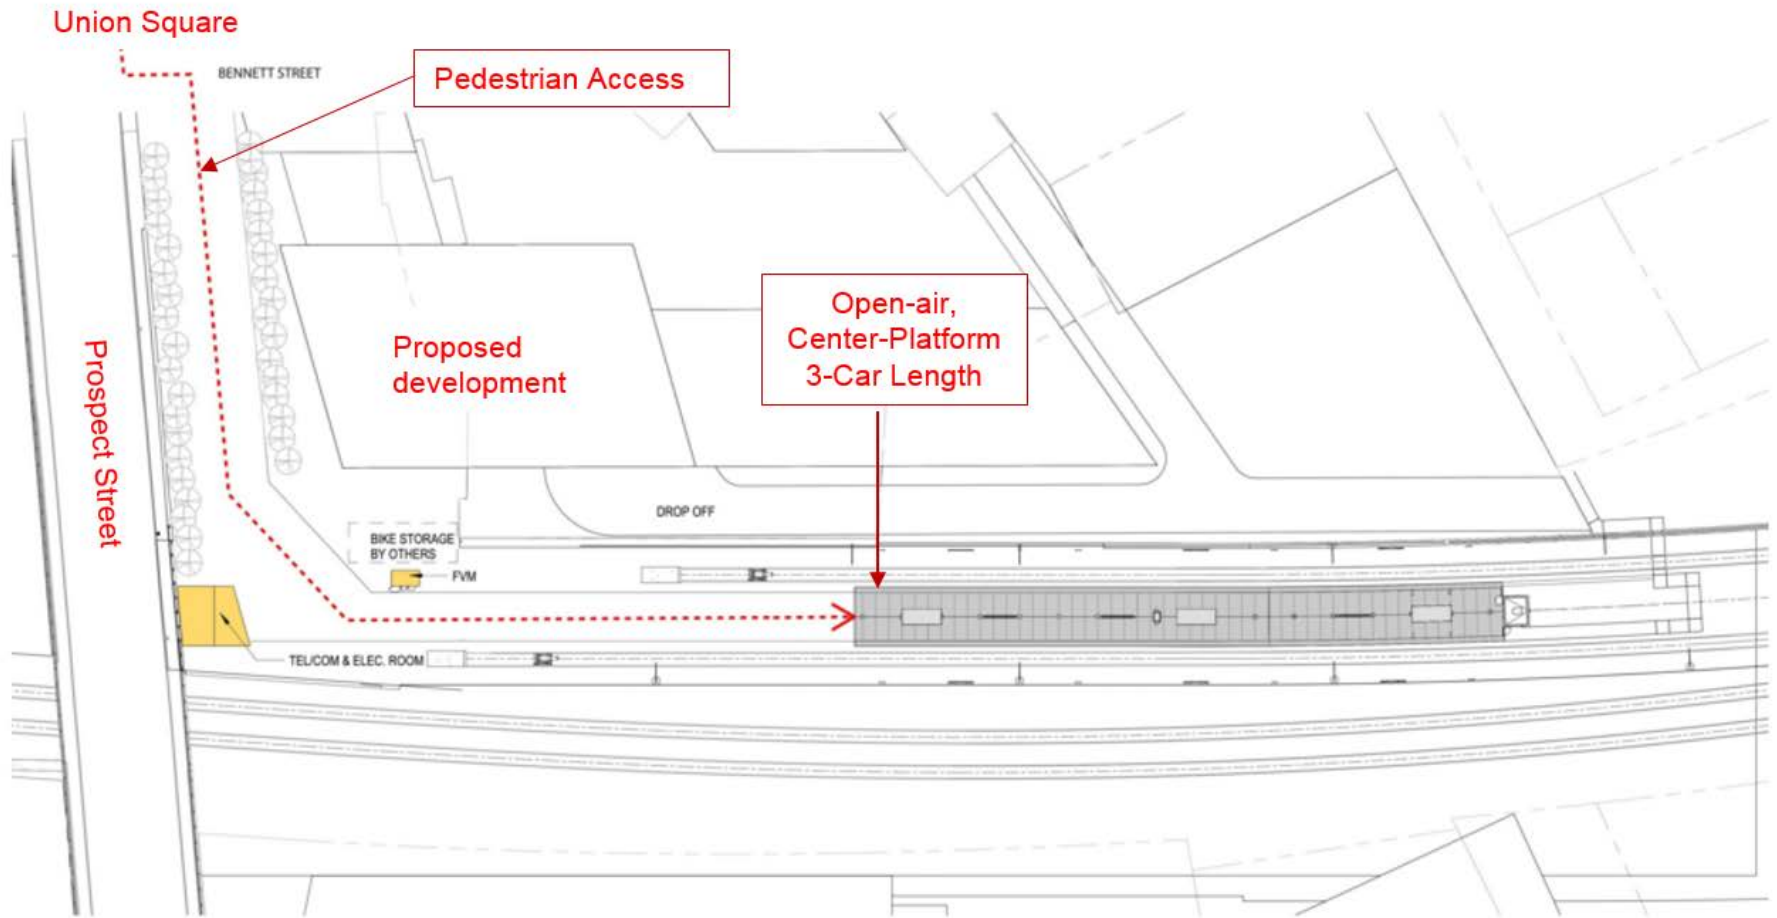 Union Square
BENNETT STREET
Pedestrian Access
Open-air,
Center-Platform
3-Car Length
Proposed
development
Prospect Street
DROP OFF
BIKE STORAGE
BY OTHERS
FVM
TEL/COM & ELEC. ROOM